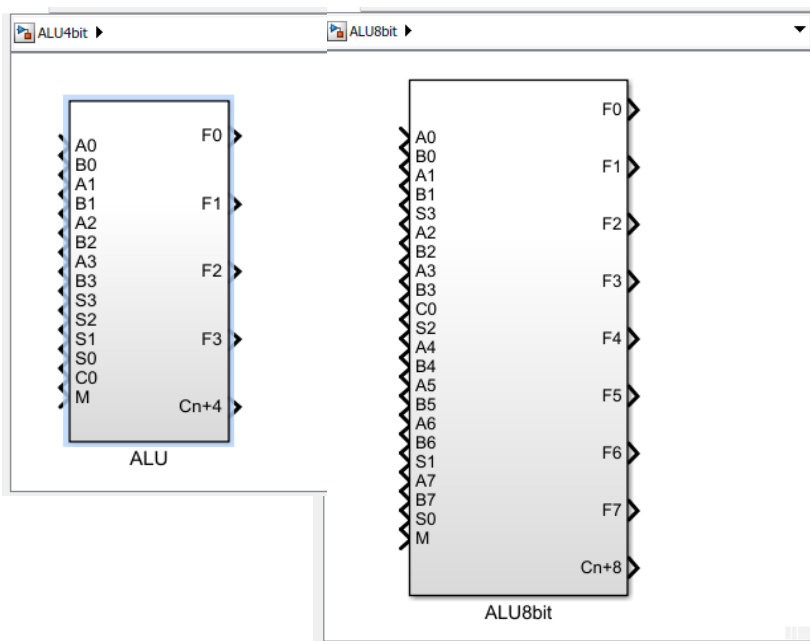 ALU4bit
A0
B0
A1
B1
A2
B2
A3
B3
S3
S2
S1
S0
C0
M
F0
F1
F2
F3
Cn+4
ALU
ALU8bit
A0
B0
A1
B1
S3
A2
B2
A3
B3
C0
S2
A4
B4
A5
B5
A6
B6
S1
A7
B7
S0
M
F0
F1
F2
F3
F4
F5
F6
F7
Cn+8
ALU8bit